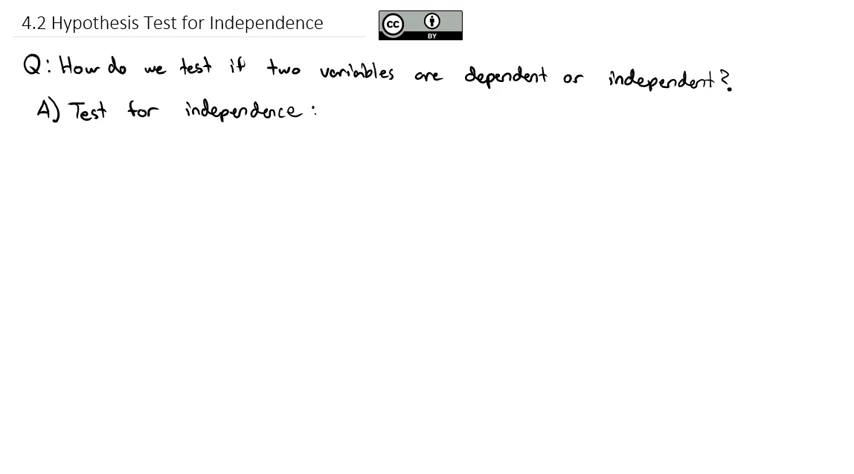 4.2 Hypothesis Test for Independence
cc BY
Q: How do we test if two variables are dependent or independent?
A) Test for independence: